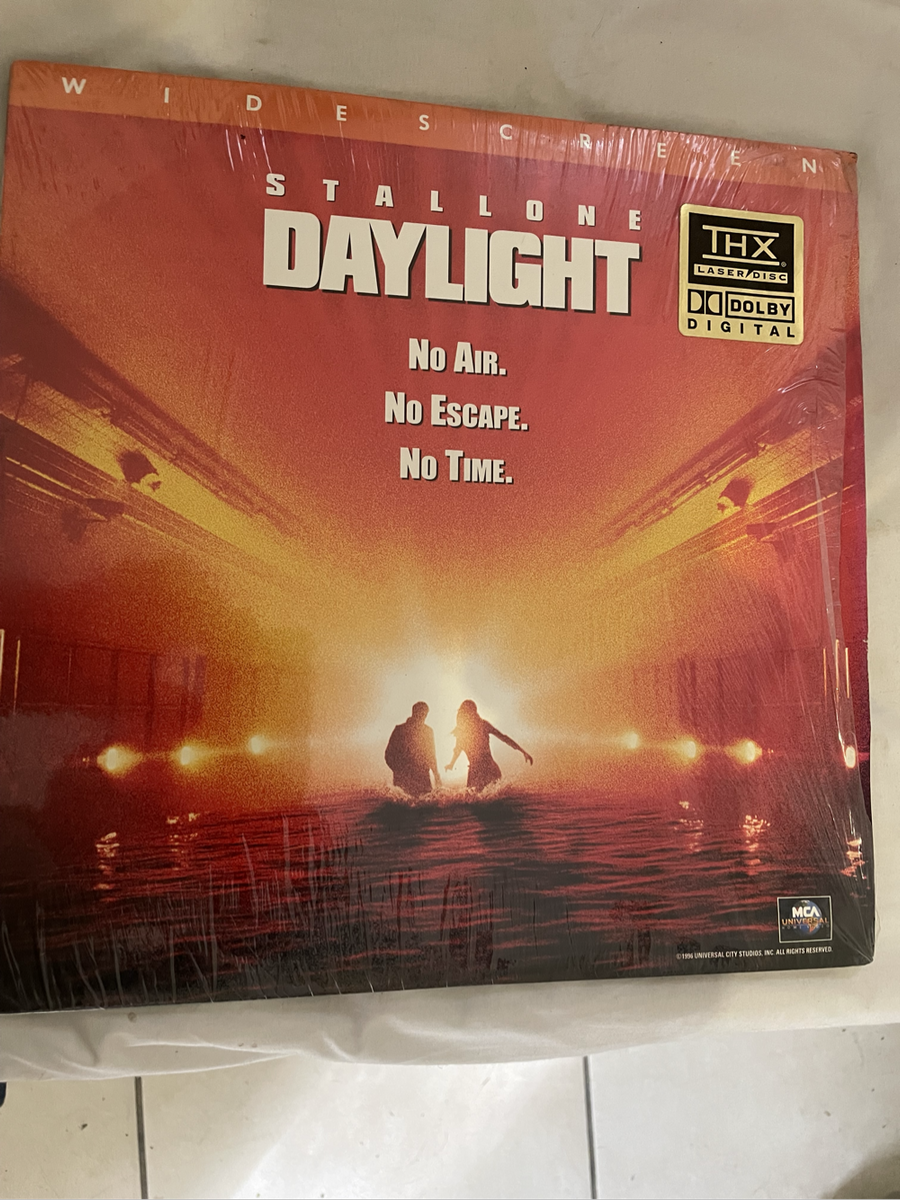 WIDESCREEN
STALLONE
DAYLIGHT
THX
LASER DISC
DOLBY
DIGITAL
NO AIR.
NO ESCAPE.
NO TIME.
MCA
UNIVERSAL
©1996 UNIVERSAL CITY STUDIOS, INC. ALL RIGHTS RESERVED.